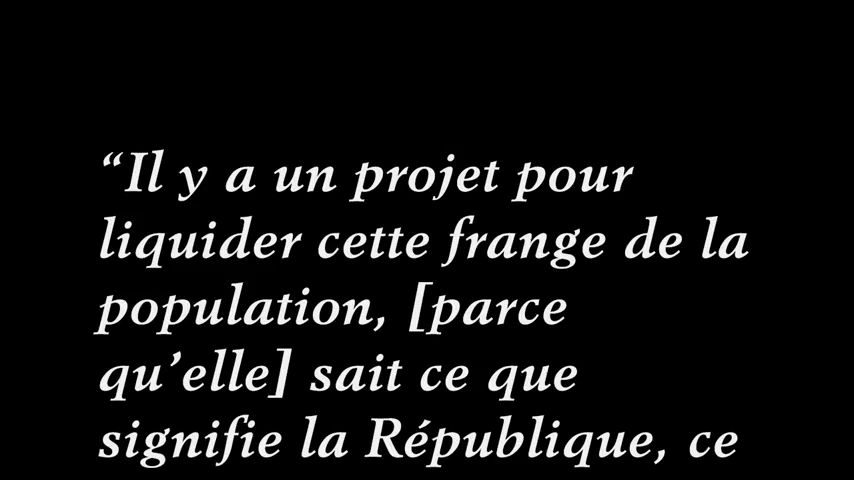 “Il y a un projet pour
liquider cette frange de la
population, [parce
qu’elle] sait ce que
signifie la République, ce